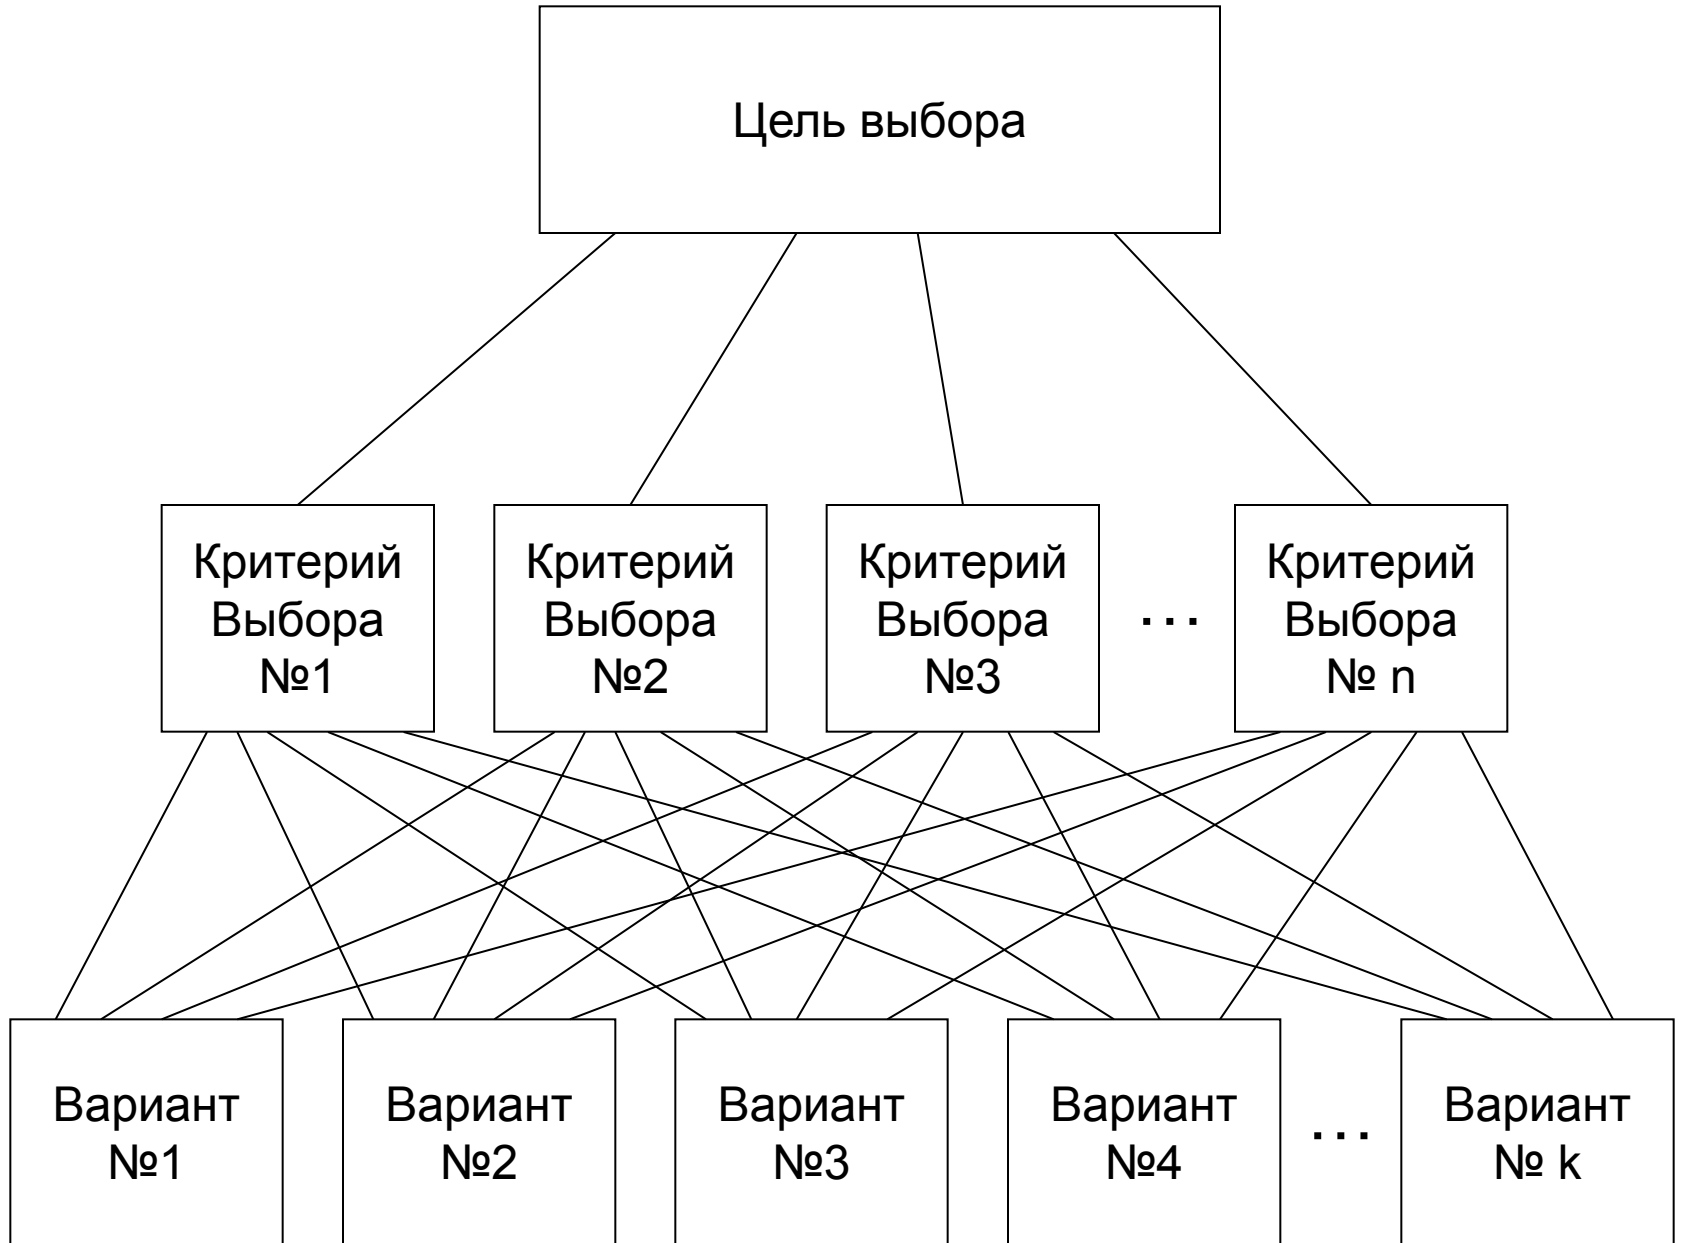 Цель выбора
Критерий
Выбора
№1
Критерий
Выбора
№2
Критерий
Выбора
№3
...
Критерий
Выбора
№ n
Вариант
№1
Вариант
№2
Вариант
№3
Вариант
№4
...
Вариант
№ k